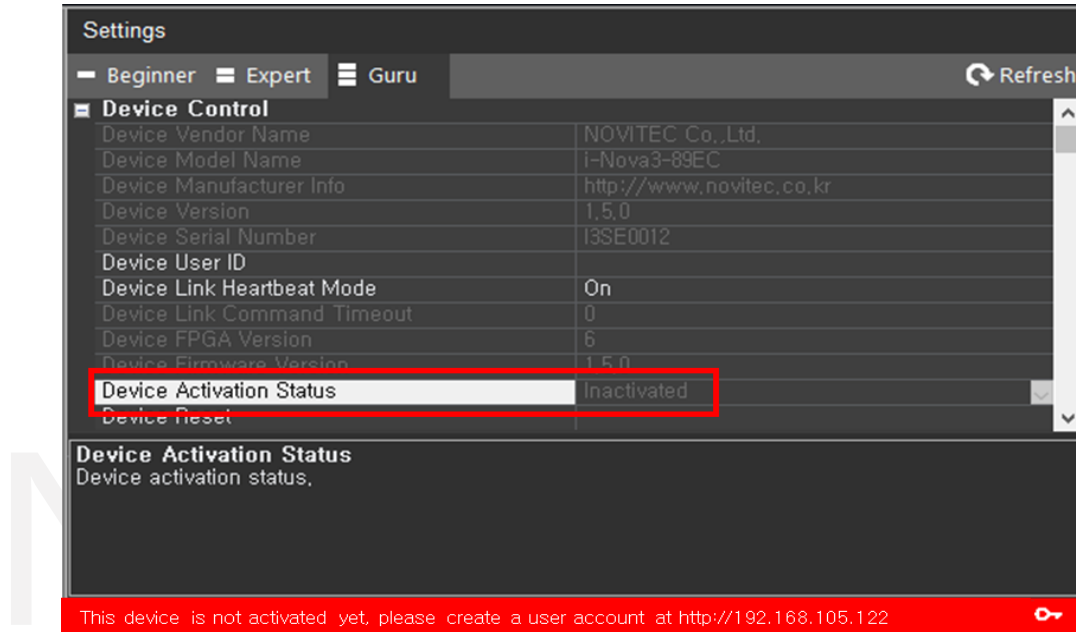 Settings
Beginner Expert Guru Refresh
Device Control
Device Vendor Name NOVITEC Co.,Ltd.
Device Model Name i-Nova3-89EC
Device Manufacturer Info http://www.novitec.co.kr
Device Version 1.5.0
Device Serial Number I3SE0012
Device User ID
Device Link Heartbeat Mode On
Device Link Command Timeout 0
Device FPGA Version 6
Device Firmware Version 1.5.0
Device Activation Status Inactivated
Device Reset
Device Activation Status
Device activation status.
This device is not activated yet, please create a user account at http://192.168.105.122